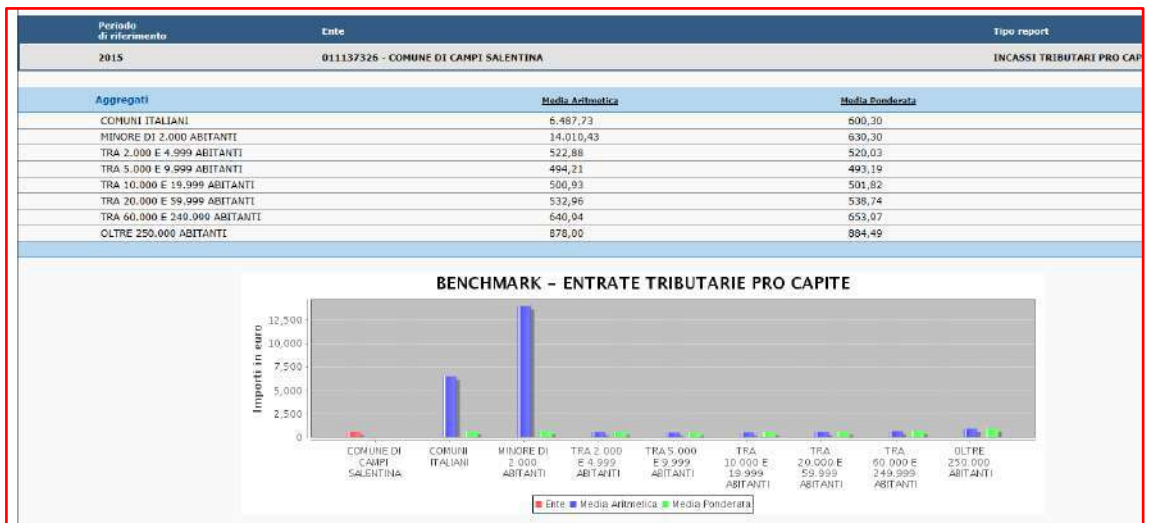 Periodo
di riferimento Ente Tipo report
2015 011137326 - COMUNE DI CAMPI SALENTINA INCASSI TRIBUTARI PRO CAP
Aggregati Media Aritmetica Media Ponderata
COMUNI ITALIANI 6.487,73 600,30
MINORE DI 2.000 ABITANTI 14.010,43 630,30
TRA 2.000 E 4.999 ABITANTI 522,88 520,03
TRA 5.000 E 9.999 ABITANTI 494,21 493,19
TRA 10.000 E 19.999 ABITANTI 500,93 501,82
TRA 20.000 E 59.999 ABITANTI 532,96 538,74
TRA 60.000 E 249.999 ABITANTI 640,04 653,07
OLTRE 250.000 ABITANTI 878,00 884,49
BENCHMARK - ENTRATE TRIBUTARIE PRO CAPITE
Importi in euro
12,500
10,000
7,500
5,000
2,500
0
COMUNE DI CAMPI SALENTINA
COMUNI ITALIANI
MINORE DI 2.000 ABITANTI
TRA 2.000 E 4.999 ABITANTI
TRA 5.000 E 9.999 ABITANTI
TRA 10.000 E 19.999 ABITANTI
TRA 20.000 E 59.999 ABITANTI
TRA 60.000 E 249.999 ABITANTI
OLTRE 250.000 ABITANTI
Ente Media Aritmetica Media Ponderata